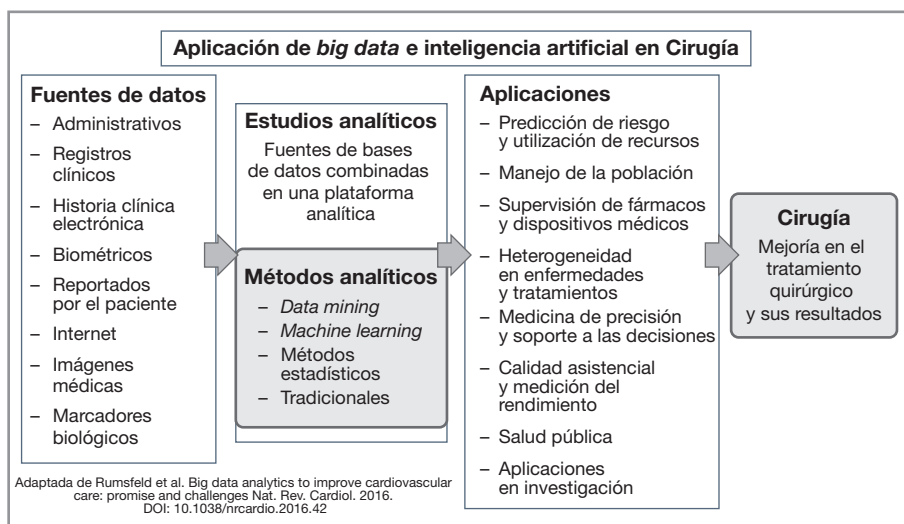 Aplicación de big data e inteligencia artificial en Cirugía
Fuentes de datos
– Administrativos
– Registros
clínicos
– Historia clínica
electrónica
– Biométricos
– Reportados
por el paciente
– Internet
– Imágenes
médicas
– Marcadores
biológicos
Estudios analíticos
Fuentes de bases
de datos combinadas
en una plataforma
analítica
Métodos analíticos
– Data mining
– Machine learning
– Métodos
estadísticos
– Tradicionales
Aplicaciones
– Predicción de riesgo
y utilización de recursos
– Manejo de la población
– Supervisión de fármacos
y dispositivos médicos
– Heterogeneidad
en enfermedades
y tratamientos
– Medicina de precisión
y soporte a las decisiones
– Calidad asistencial
y medición del
rendimiento
– Salud pública
– Aplicaciones
en investigación
Cirugía
Mejoría en el
tratamiento
quirúrgico
y sus resultados
Adaptada de Rumsfeld et al. Big data analytics to improve cardiovascular
care: promise and challenges Nat. Rev. Cardiol. 2016.
DOI: 10.1038/nrcardio.2016.42